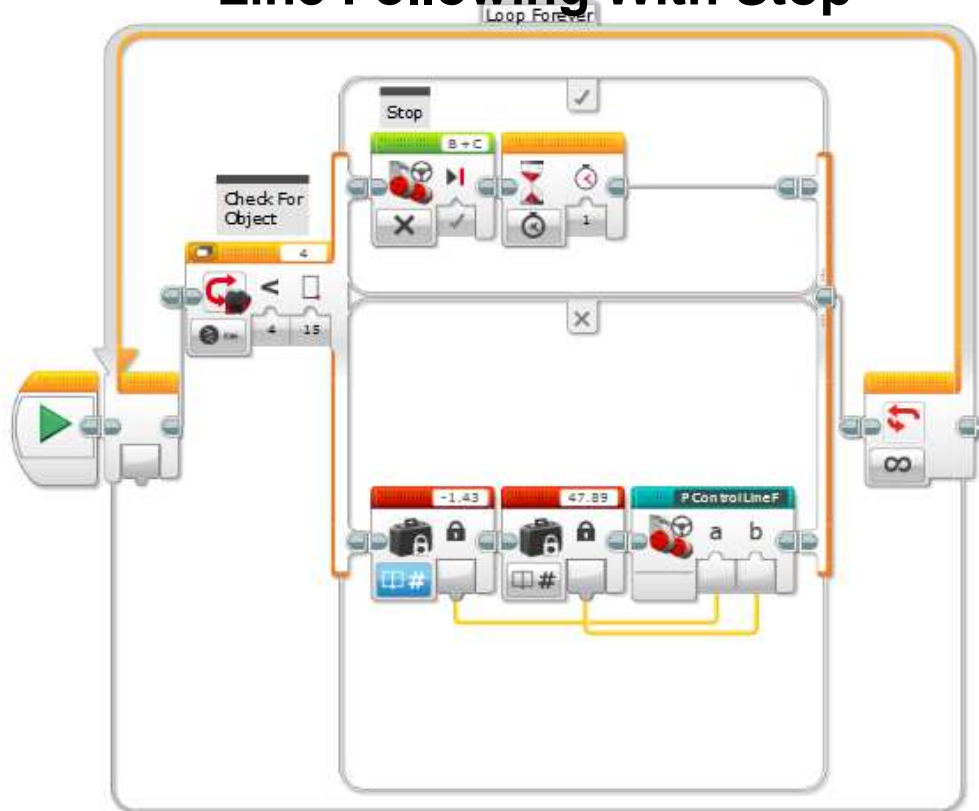 Line Following With Stop
Loop Forever
Stop
B + C
1
Check For
Object
4
< 
4 15
-1.43
#
47.89
#
P Control Line F
a b
∞